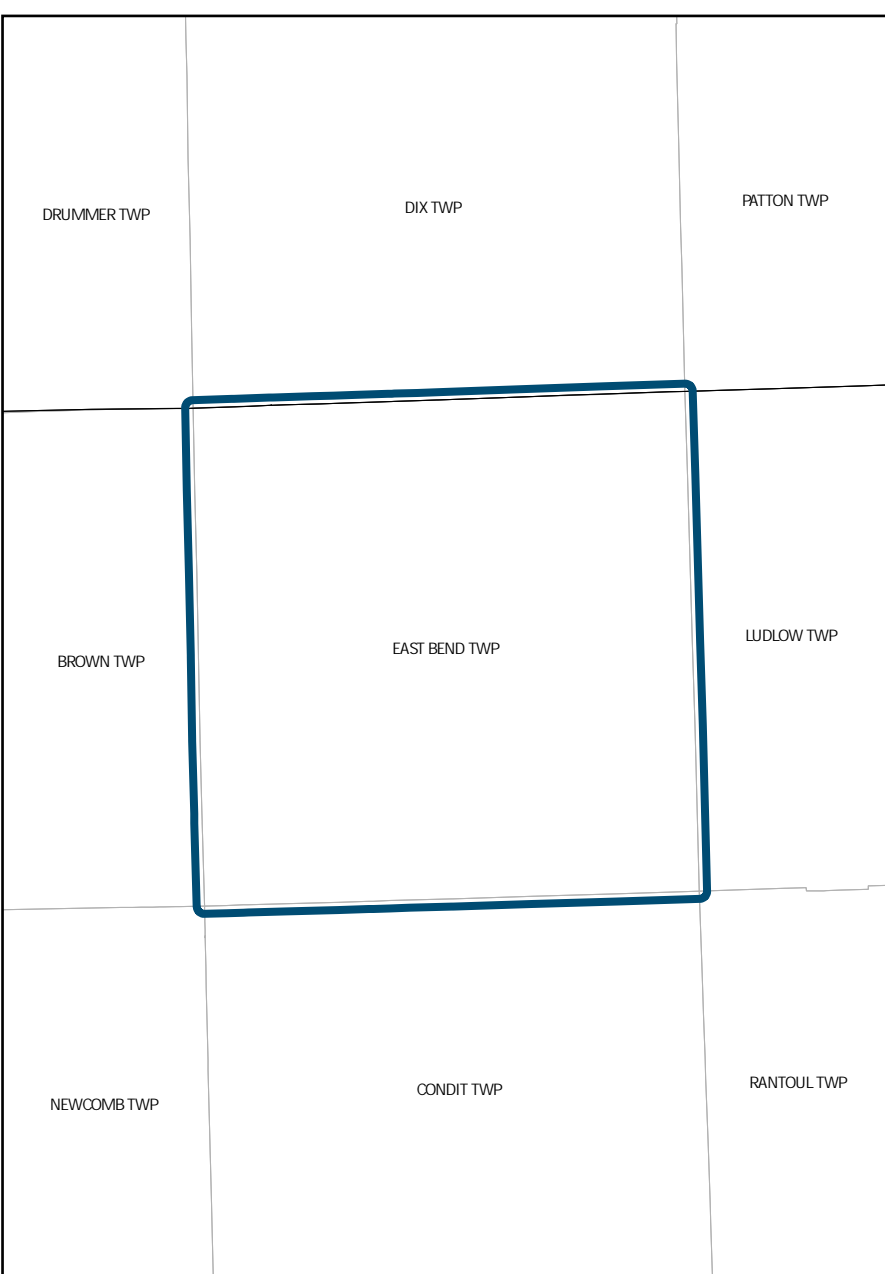 DRUMMER TWP
DIX TWP
PATTON TWP
BROWN TWP
EAST BEND TWP
LUDLOW TWP
NEWCOMB TWP
CONDIT TWP
RANTOUL TWP